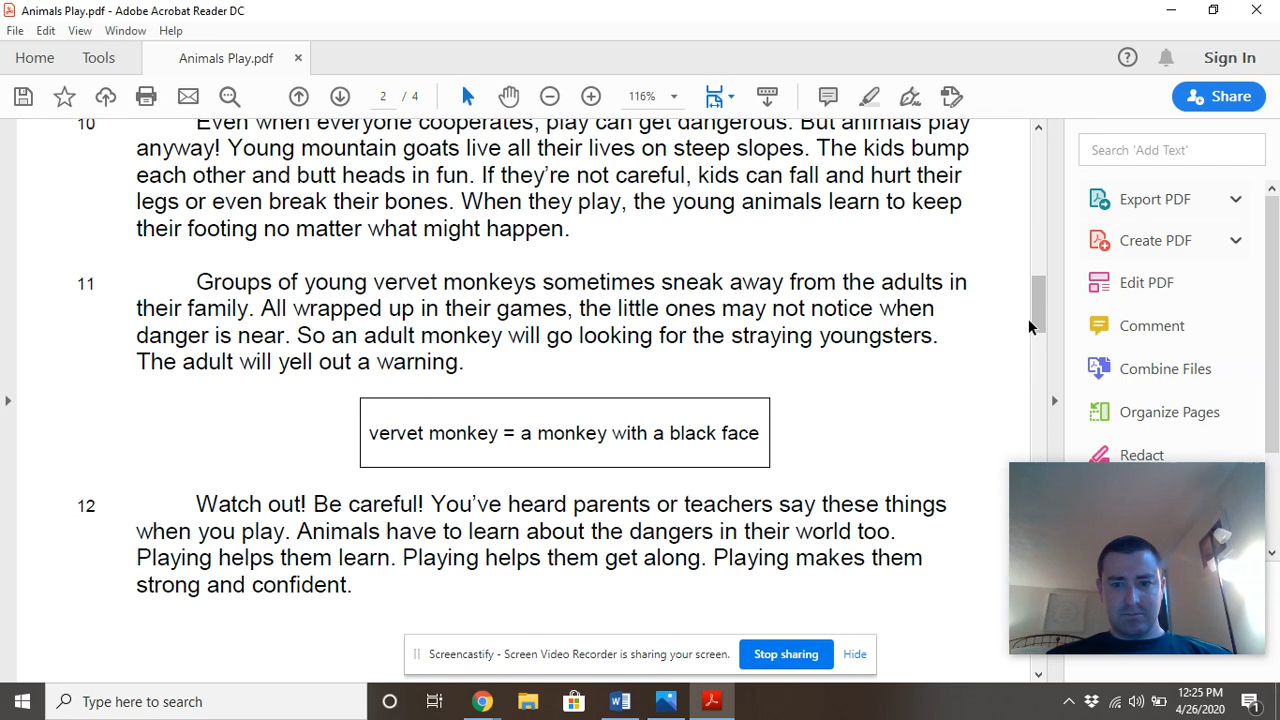 Animals Play.pdf - Adobe Acrobat Reader DC
File Edit View Window Help
Home Tools Animals Play.pdf × Sign In
2 / 4 116% Share
10 Even when everyone cooperates, play can get dangerous. But animals play
anyway! Young mountain goats live all their lives on steep slopes. The kids bump
each other and butt heads in fun. If they're not careful, kids can fall and hurt their
legs or even break their bones. When they play, the young animals learn to keep
their footing no matter what might happen.
11 Groups of young vervet monkeys sometimes sneak away from the adults in
their family. All wrapped up in their games, the little ones may not notice when
danger is near. So an adult monkey will go looking for the straying youngsters.
The adult will yell out a warning.
vervet monkey = a monkey with a black face
12 Watch out! Be careful! You've heard parents or teachers say these things
when you play. Animals have to learn about the dangers in their world too.
Playing helps them learn. Playing helps them get along. Playing makes them
strong and confident.
Search 'Add Text'
Export PDF
Create PDF
Edit PDF
Comment
Combine Files
Organize Pages
Redact
Screencastify - Screen Video Recorder is sharing your screen. Stop sharing Hide
Type here to search
12:25 PM
4/26/2020
1